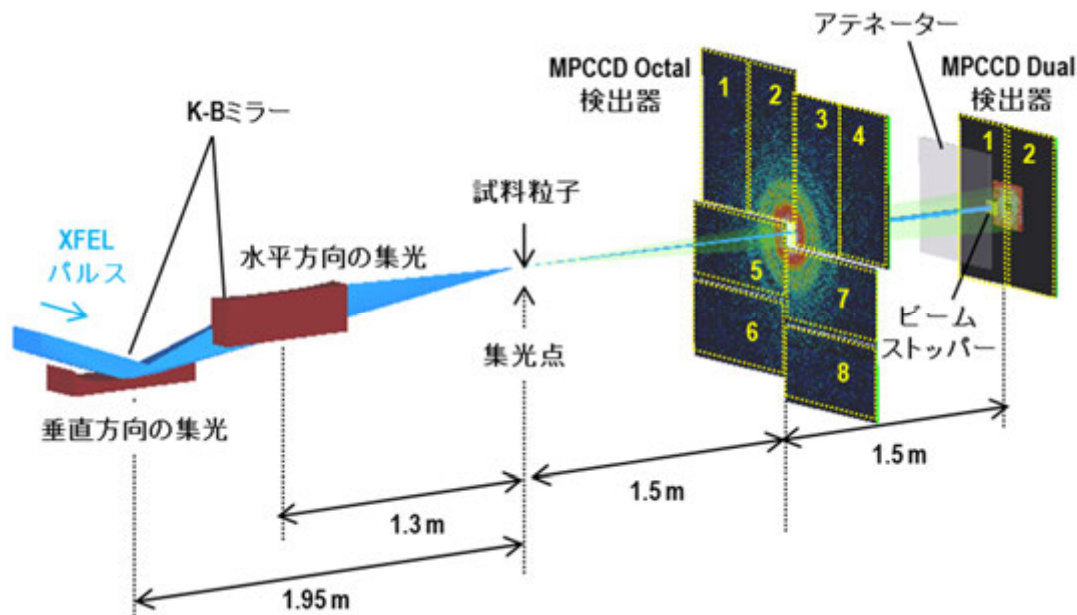 アテネーター
MPCCD Octal
検出器
MPCCD Dual
検出器
1
2
3
4
1
2
K-Bミラー
試料粒子
XFEL
パルス
水平方向の集光
5
7
6
8
ビーム
ストッパー
集光点
垂直方向の集光
1.5 m
1.5 m
1.3 m
1.95 m